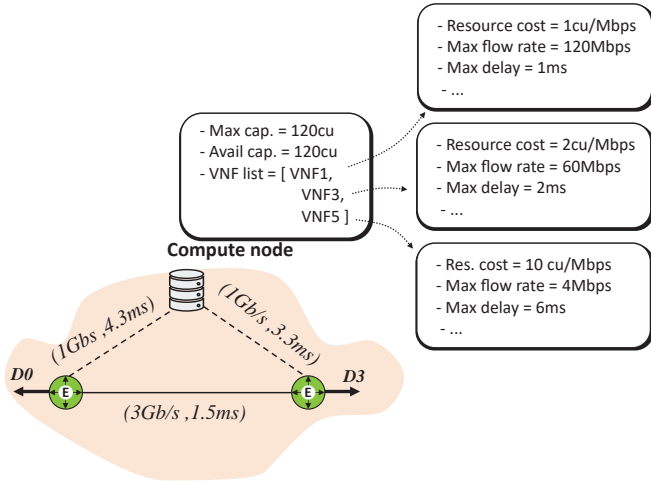 - Resource cost = 1cu/Mbps
- Max flow rate = 120Mbps
- Max delay = 1ms
- ...
- Max cap. = 120cu
- Avail cap. = 120cu
- VNF list = [ VNF1,
VNF3,
VNF5 ]
- Resource cost = 2cu/Mbps
- Max flow rate = 60Mbps
- Max delay = 2ms
- ...
- Res. cost = 10 cu/Mbps
- Max flow rate = 4Mbps
- Max delay = 6ms
- ...
Compute node
(1Gbs ,4.3ms)
(1Gb/s ,3.3ms)
D0
E
E
D3
(3Gb/s ,1.5ms)